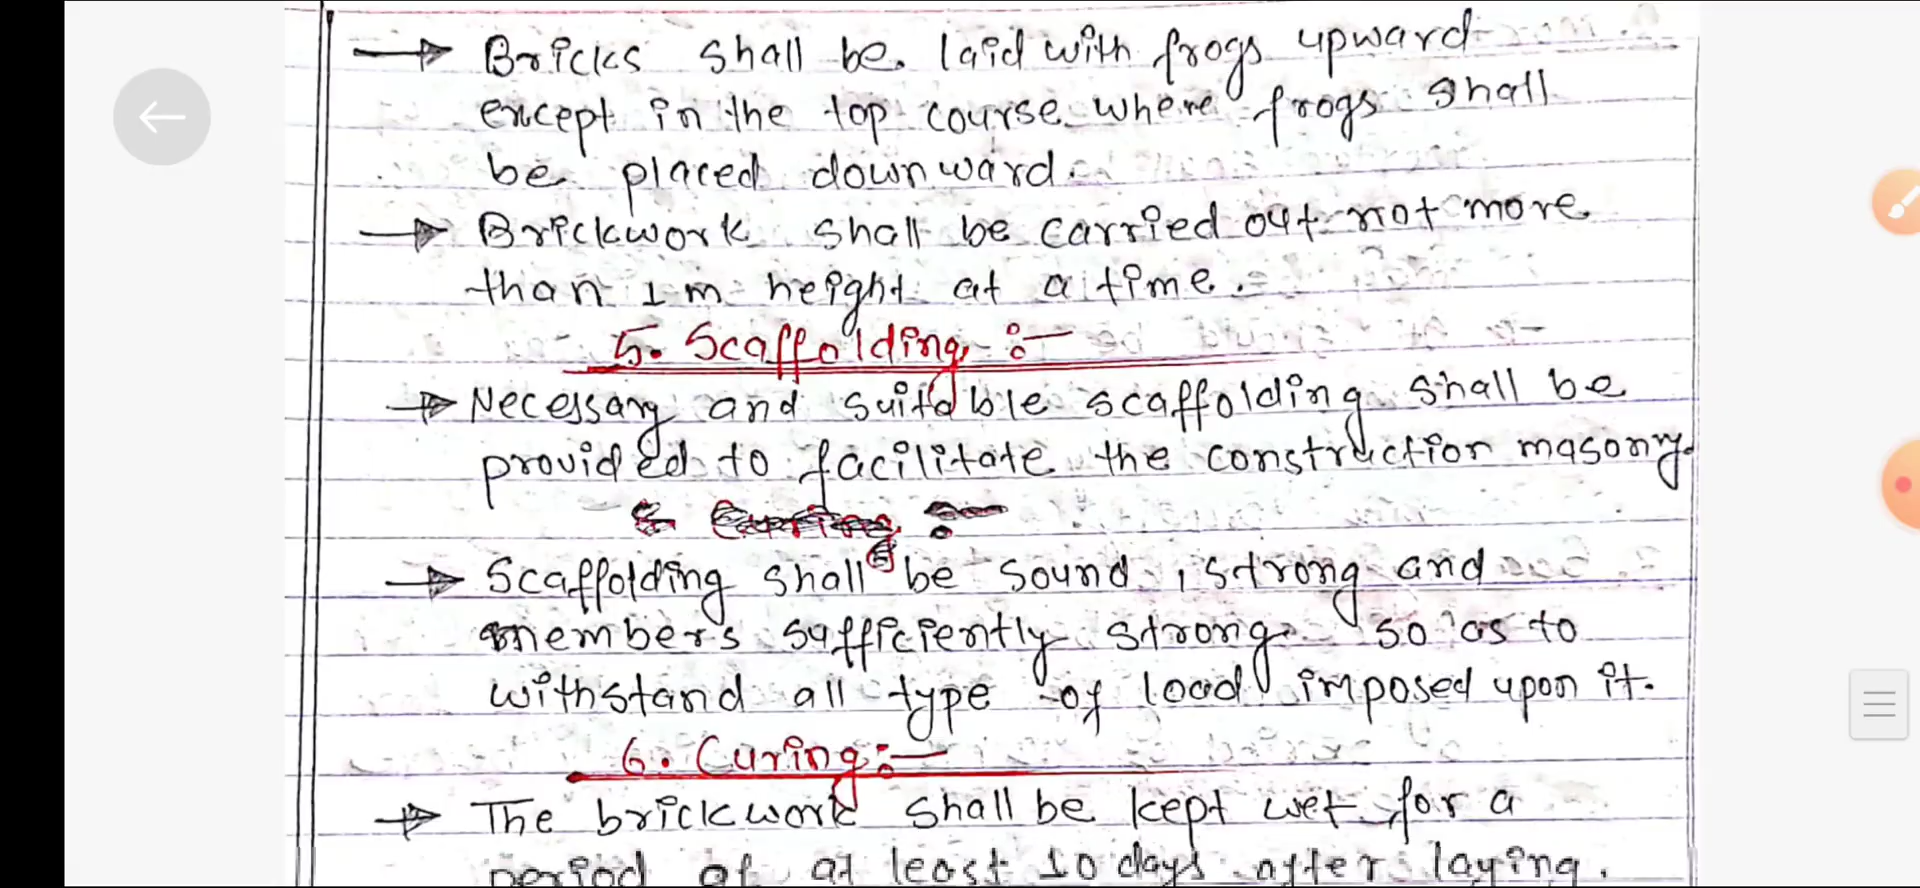 → Bricks shall be laid with frogs upward
except in the top course where frogs shall
be placed downward.
→ Brickwork shall be carried out not more
than 1 m height at a time.
5. Scaffolding :-
→ Necessary and suitable scaffolding shall be
provided to facilitate the construction masonry.
→ Scaffolding shall be sound, strong and
members sufficiently strong so as to
withstand all type of load imposed upon it.
6. Curing :-
→ The brickwork shall be kept wet for a
period of at least 10 days after laying.